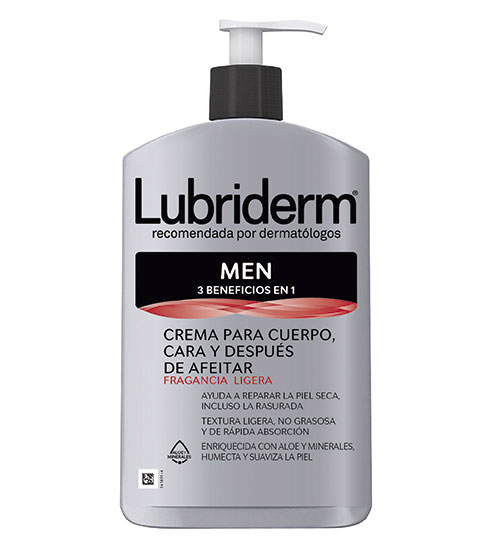 Lubriderm®
recomendada por dermatólogos
MEN
3 BENEFICIOS EN 1
CREMA PARA CUERPO,
CARA Y DESPUÉS
DE AFEITAR
FRAGANCIA LIGERA
AYUDA A REPARAR LA PIEL SECA,
INCLUSO LA RASURADA
TEXTURA LIGERA, NO GRASOSA
Y DE RÁPIDA ABSORCIÓN
ENRIQUECIDA CON ALOE Y MINERALES,
HUMECTA Y SUAVIZA LA PIEL
ALOE Y
MINERALES